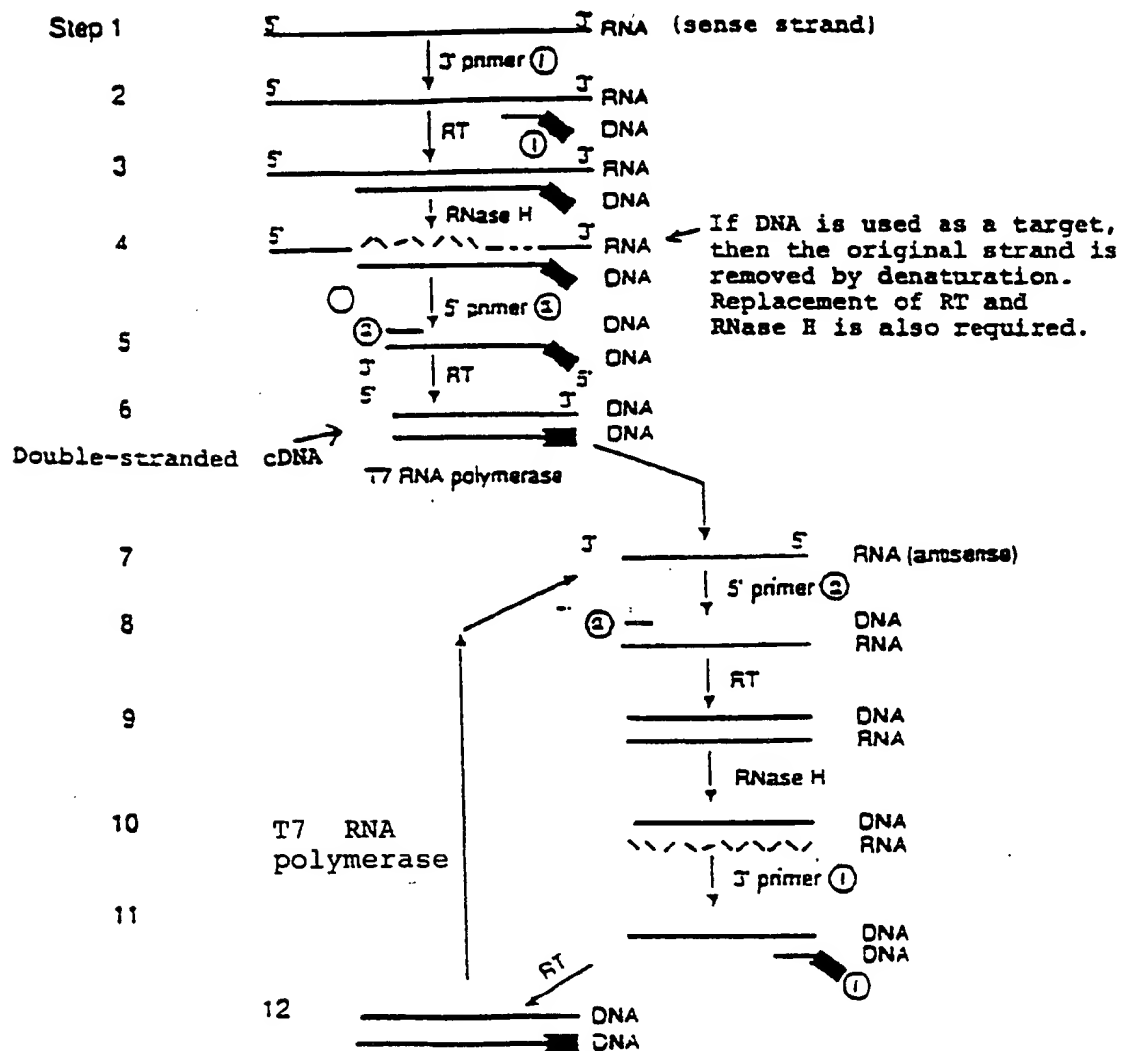 Step 1
5' 3' RNA (sense strand)
3' primer ①
2
5' 3' RNA
RT ① DNA
3
5' 3' RNA
DNA
RNase H
4
5' 3' RNA
DNA
If DNA is used as a target,
then the original strand is
removed by denaturation.
Replacement of RT and
RNase H is also required.
5' primer ②
5
② DNA
3' DNA
RT 5'
6
5' 3' DNA
DNA
Double-stranded cDNA
T7 RNA polymerase
7
3' 5' RNA (antisense)
5' primer ②
8
② DNA
RNA
RT
9
DNA
RNA
RNase H
10
DNA
RNA
T7 RNA
polymerase
3' primer ①
11
DNA
DNA
①
RT
12
DNA
DNA